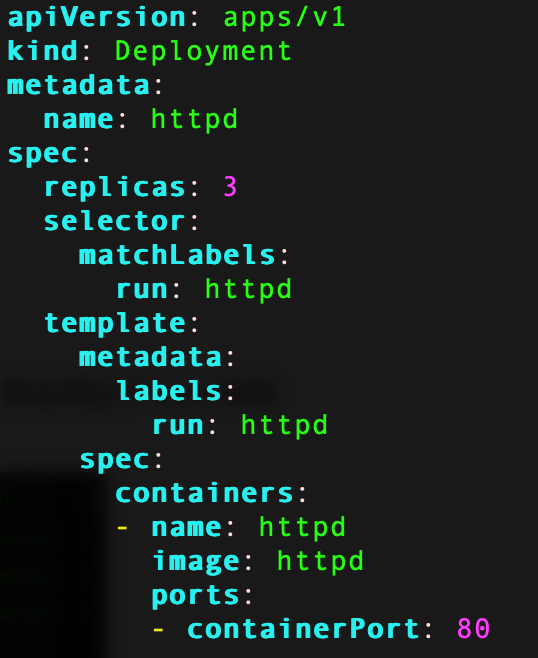 apiVersion: apps/v1
kind: Deployment
metadata:
  name: httpd
spec:
  replicas: 3
  selector:
    matchLabels:
      run: httpd
  template:
    metadata:
      labels:
        run: httpd
    spec:
      containers:
      - name: httpd
        image: httpd
        ports:
        - containerPort: 80